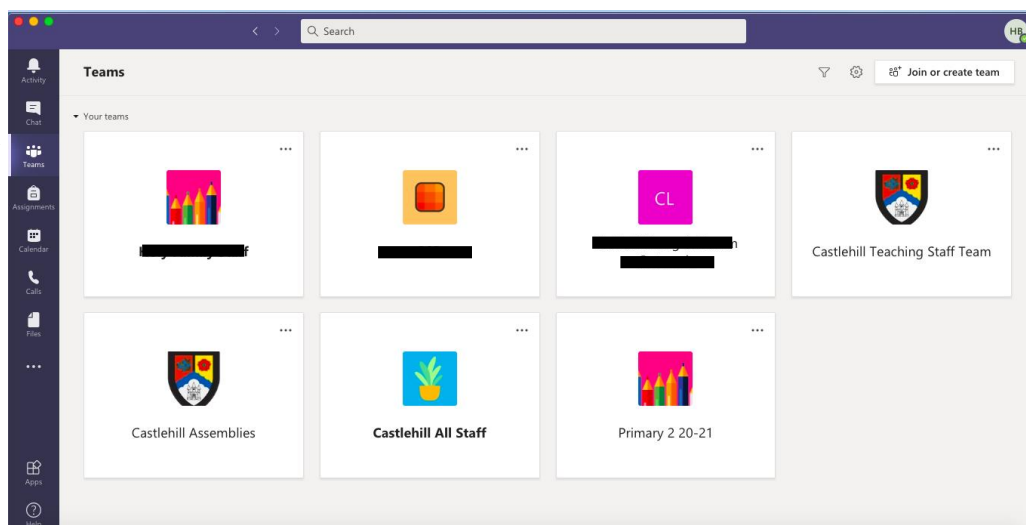 Search
HB
Activity
Teams
Join or create team
Chat
Your teams
Teams
CL
Assignments
Calendar
Castlehill Teaching Staff Team
Calls
Files
Castlehill Assemblies
Castlehill All Staff
Primary 2 20-21
Apps
Help